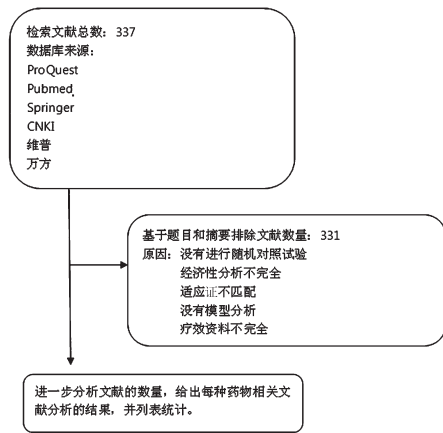 检索文献总数：337
数据库来源：
ProQuest
Pubmed,
Springer
CNKI
维普
万方
基于题目和摘要排除文献数量：331
原因：没有进行随机对照试验
经济性分析不完全
适应证不匹配
没有模型分析
疗效资料不完全
进一步分析文献的数量，给出每种药物相关文
献分析的结果，并列表统计。